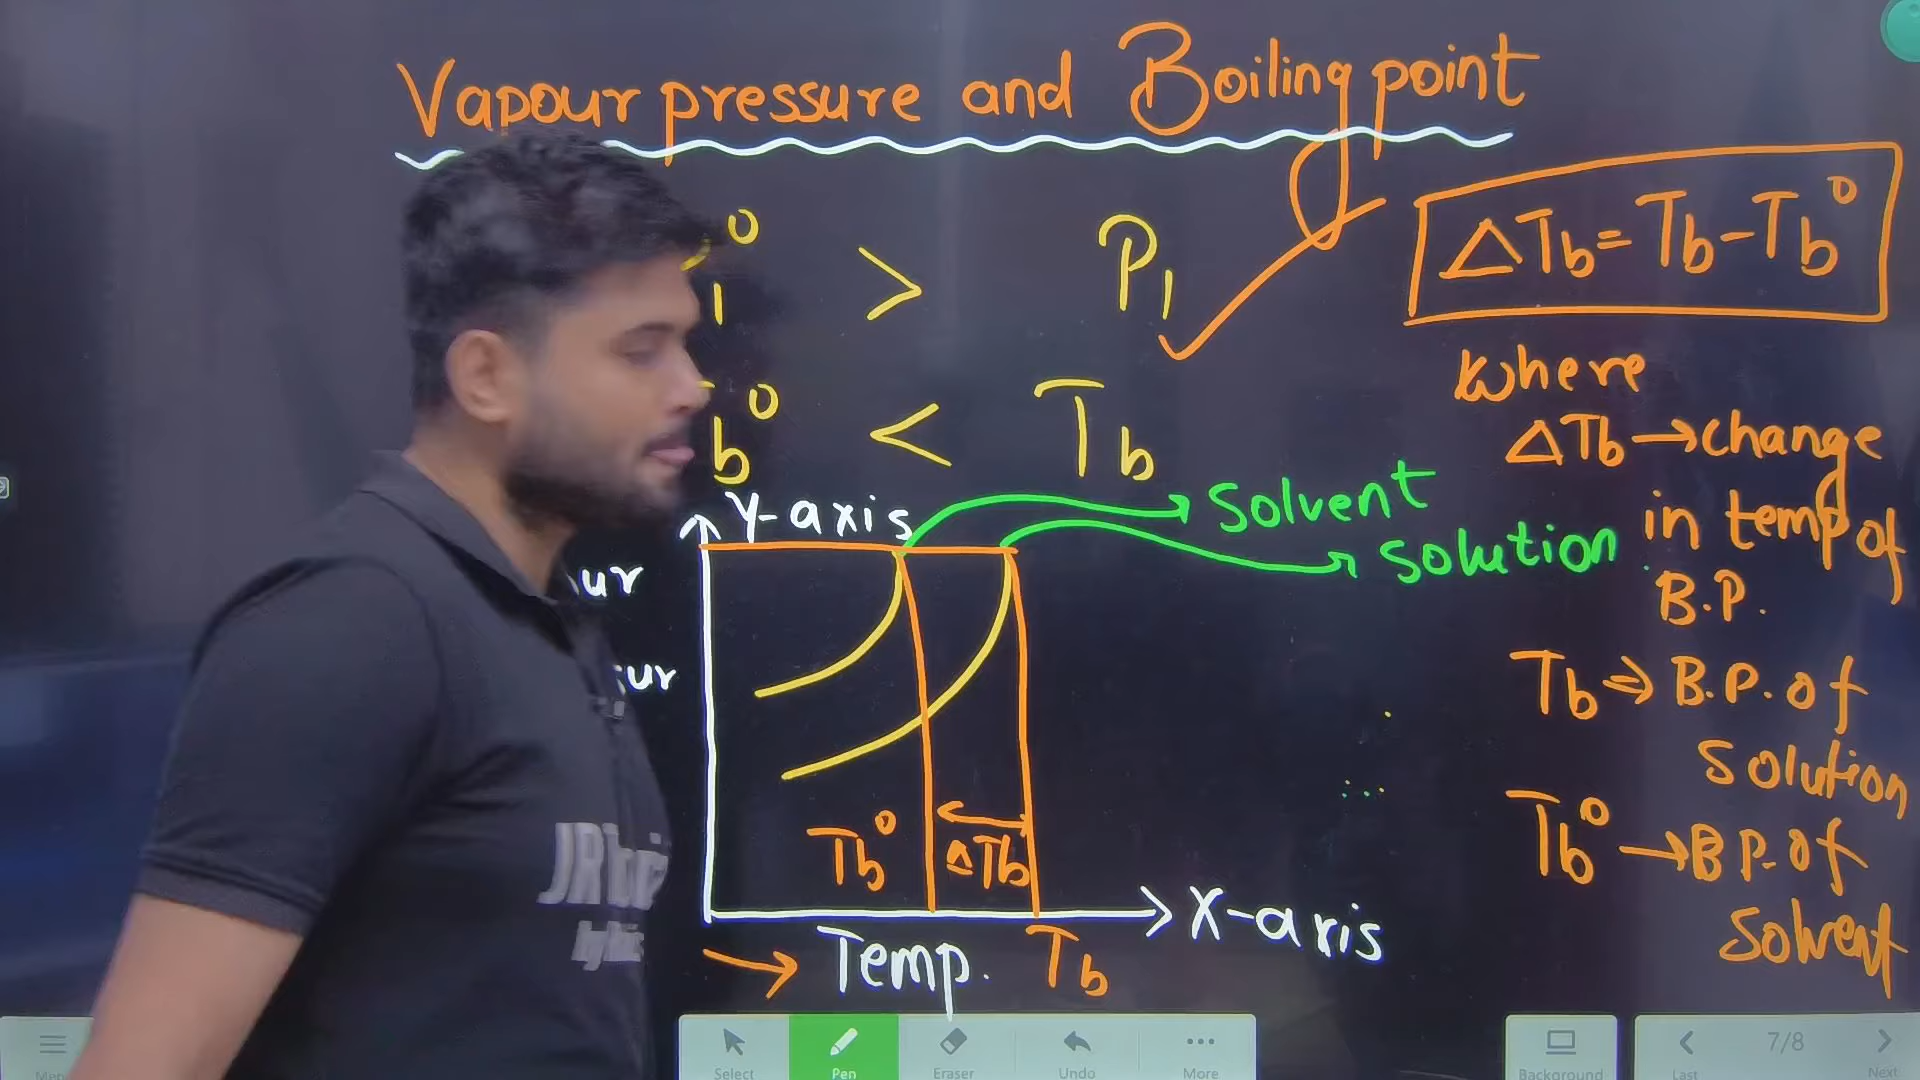 Vapour pressure and Boiling point
0
1 > P1
ΔTb = Tb - Tb0
where
b0 < Tb
ΔTb → change
in temp of
B.P.
Y-axis
Solvent
Solution
ur
ur
Tb ⇒ B.P. of
Solution
Tb0 → B P. of
Solvent
Tb0
ΔTb
X-axis
→ Temp. Tb
Select
Pen
Eraser
Undo
More
Background
Last
7/8
Next